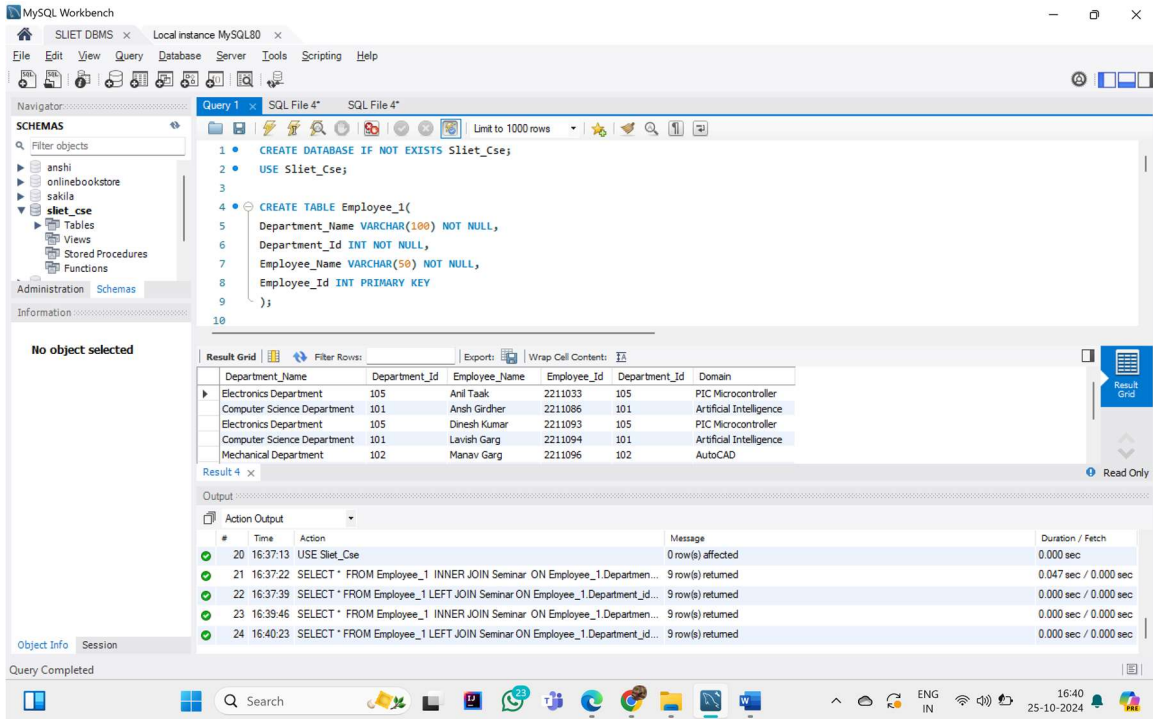 MySQL Workbench
SLIET DBMS × Local instance MySQL80 ×
File Edit View Query Database Server Tools Scripting Help
Navigator
Query 1 × SQL File 4* SQL File 4*
SCHEMAS
Filter objects
anshi
onlinebookstore
sakila
sliet_cse
Tables
Views
Stored Procedures
Functions
Administration Schemas
Information
No object selected
Object Info Session
Limit to 1000 rows
1 CREATE DATABASE IF NOT EXISTS Sliet_Cse;
2 USE Sliet_Cse;
3
4 CREATE TABLE Employee_1(
5 Department_Name VARCHAR(100) NOT NULL,
6 Department_Id INT NOT NULL,
7 Employee_Name VARCHAR(50) NOT NULL,
8 Employee_Id INT PRIMARY KEY
9 );
10
Result Grid Filter Rows: Export: Wrap Cell Content:
Department_Name Department_Id Employee_Name Employee_Id Department_Id Domain
Electronics Department 105 Anil Taak 2211033 105 PIC Microcontroller
Computer Science Department 101 Ansh Girdher 2211086 101 Artificial Intelligence
Electronics Department 105 Dinesh Kumar 2211093 105 PIC Microcontroller
Computer Science Department 101 Lavish Garg 2211094 101 Artificial Intelligence
Mechanical Department 102 Manav Garg 2211096 102 AutoCAD
Result Grid
Result 4 × Read Only
Output
Action Output
# Time Action Message Duration / Fetch
20 16:37:13 USE Sliet_Cse 0 row(s) affected 0.000 sec
21 16:37:22 SELECT * FROM Employee_1 INNER JOIN Seminar ON Employee_1.Departmen... 9 row(s) returned 0.047 sec / 0.000 sec
22 16:37:39 SELECT * FROM Employee_1 LEFT JOIN Seminar ON Employee_1.Department_id... 9 row(s) returned 0.000 sec / 0.000 sec
23 16:39:46 SELECT * FROM Employee_1 INNER JOIN Seminar ON Employee_1.Departmen... 9 row(s) returned 0.000 sec / 0.000 sec
24 16:40:23 SELECT * FROM Employee_1 LEFT JOIN Seminar ON Employee_1.Department_id... 9 row(s) returned 0.000 sec / 0.000 sec
Query Completed
Search
23
ENG
IN
16:40
25-10-2024
PRE